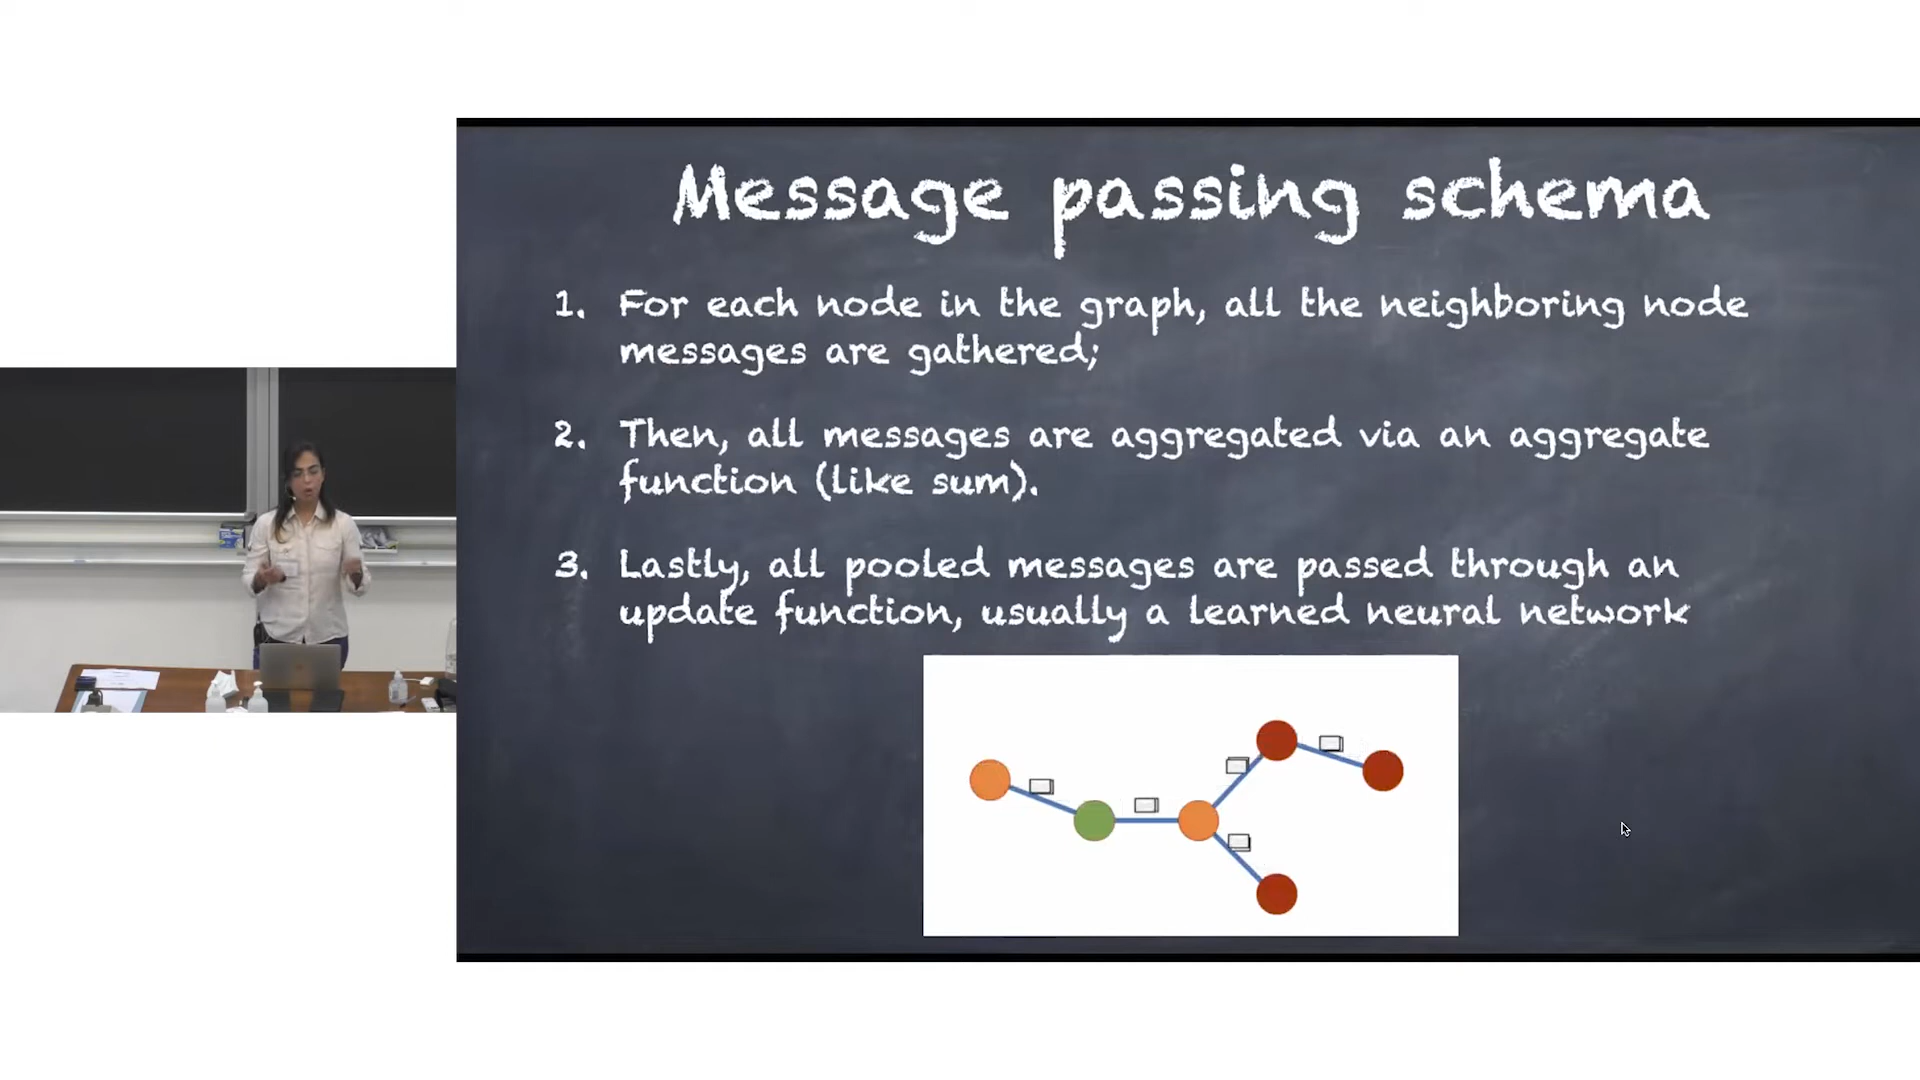 Message passing schema
1. For each node in the graph, all the neighboring node
messages are gathered;
2. Then, all messages are aggregated via an aggregate
function (like sum).
3. Lastly, all pooled messages are passed through an
update function, usually a learned neural network